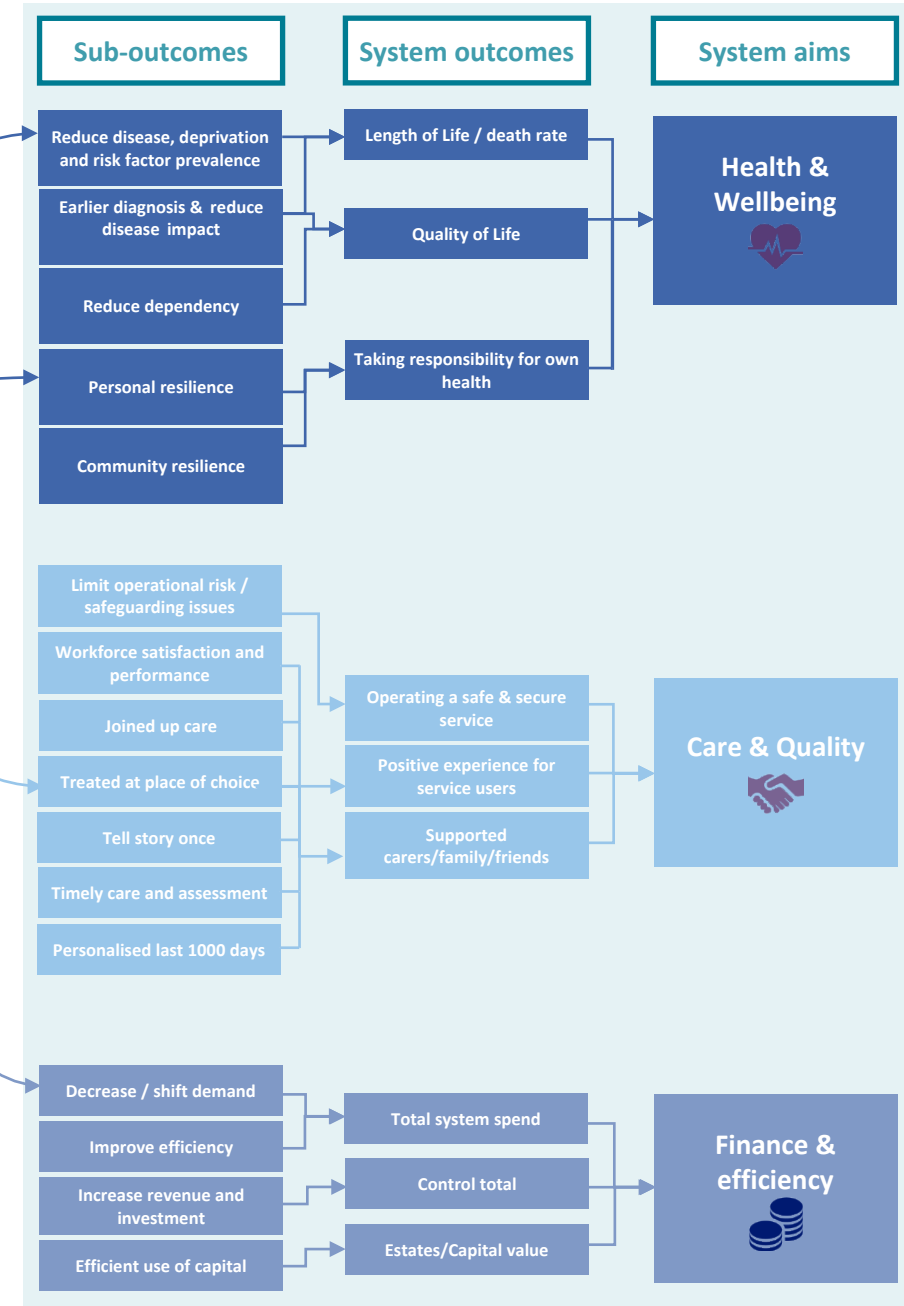 Sub-outcomes
System outcomes
System aims
Reduce disease, deprivation
and risk factor prevalence
Earlier diagnosis & reduce
disease impact
Reduce dependency
Personal resilience
Community resilience
Length of Life / death rate
Quality of Life
Taking responsibility for own
health
Health &
Wellbeing
Limit operational risk /
safeguarding issues
Workforce satisfaction and
performance
Joined up care
Treated at place of choice
Tell story once
Timely care and assessment
Personalised last 1000 days
Operating a safe & secure
service
Positive experience for
service users
Supported
carers/family/friends
Care & Quality
Decrease / shift demand
Improve efficiency
Increase revenue and
investment
Efficient use of capital
Total system spend
Control total
Estates/Capital value
Finance &
efficiency